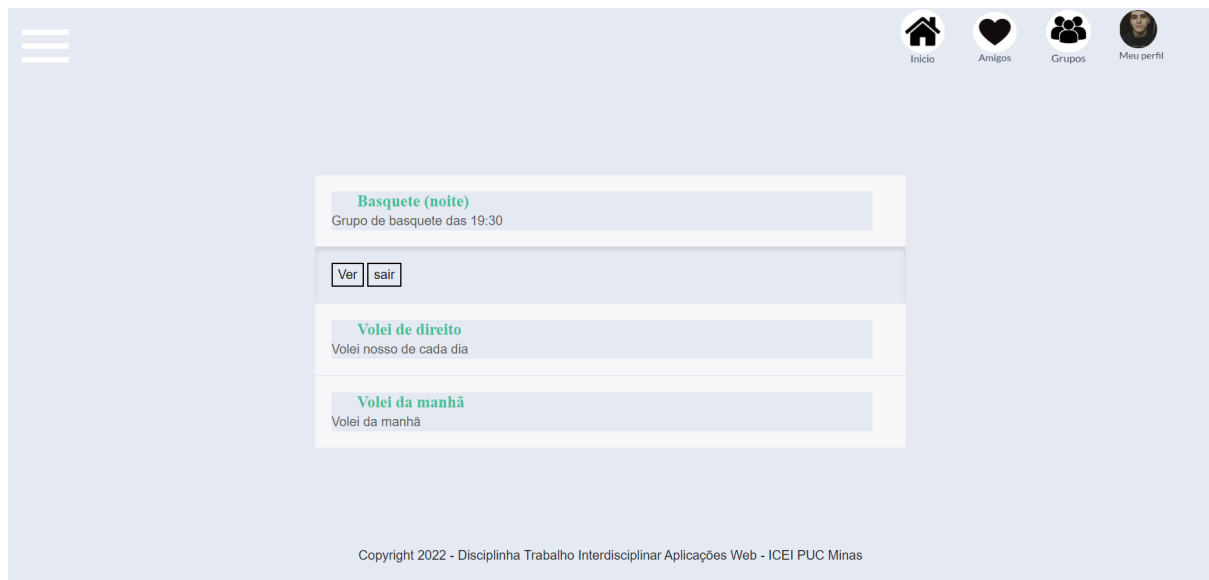 Inicio
Amigos
Grupos
Meu perfil
Basquete (noite)
Grupo de basquete das 19:30
Ver sair
Volei de direito
Volei nosso de cada dia
Volei da manhã
Volei da manhã
Copyright 2022 - Disciplinha Trabalho Interdisciplinar Aplicações Web - ICEI PUC Minas